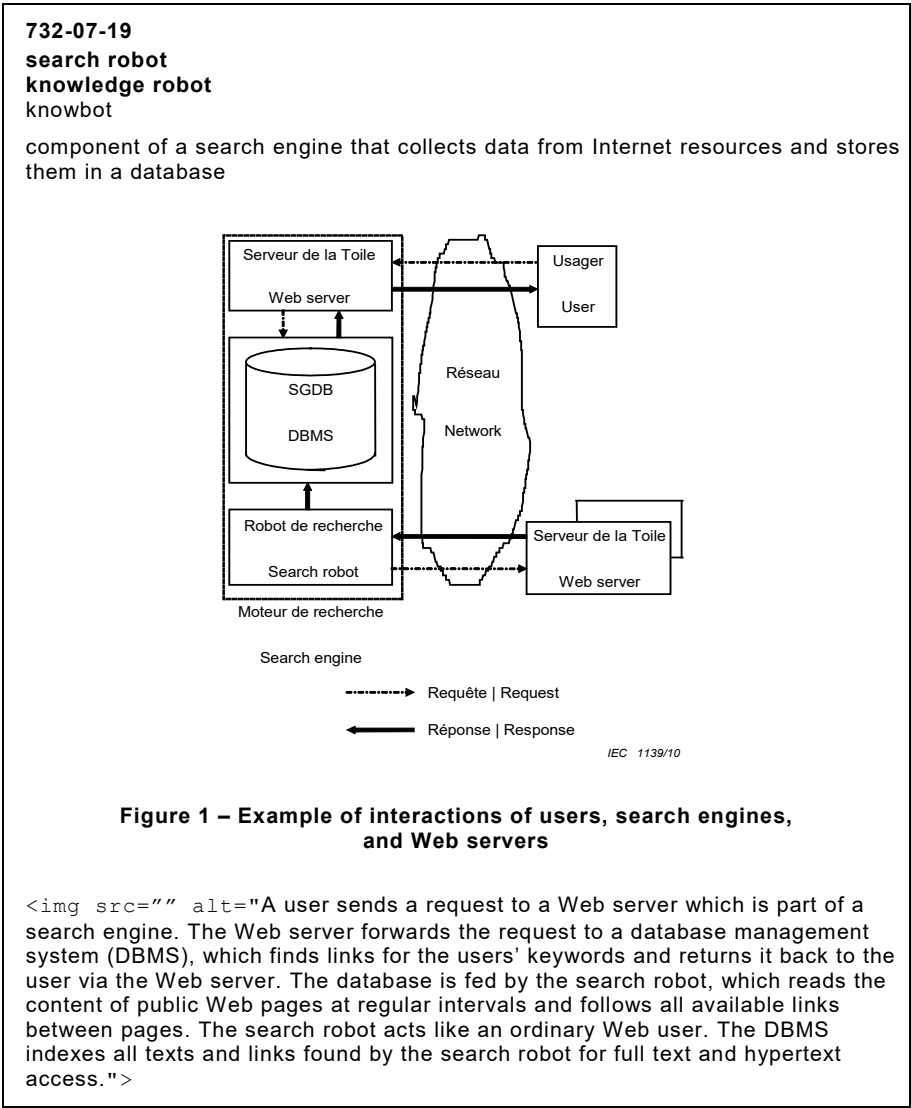 732-07-19
search robot
knowledge robot
knowbot
component of a search engine that collects data from Internet resources and stores
them in a database
Serveur de la Toile
Web server
Usager
User
SGDB
DBMS
Réseau
Network
Robot de recherche
Search robot
Serveur de la Toile
Web server
Moteur de recherche
Search engine
Requête | Request
Réponse | Response
IEC 1139/10
Figure 1 – Example of interactions of users, search engines,
and Web servers
<img src="" alt="A user sends a request to a Web server which is part of a
search engine. The Web server forwards the request to a database management
system (DBMS), which finds links for the users’ keywords and returns it back to the
user via the Web server. The database is fed by the search robot, which reads the
content of public Web pages at regular intervals and follows all available links
between pages. The search robot acts like an ordinary Web user. The DBMS
indexes all texts and links found by the search robot for full text and hypertext
access.">